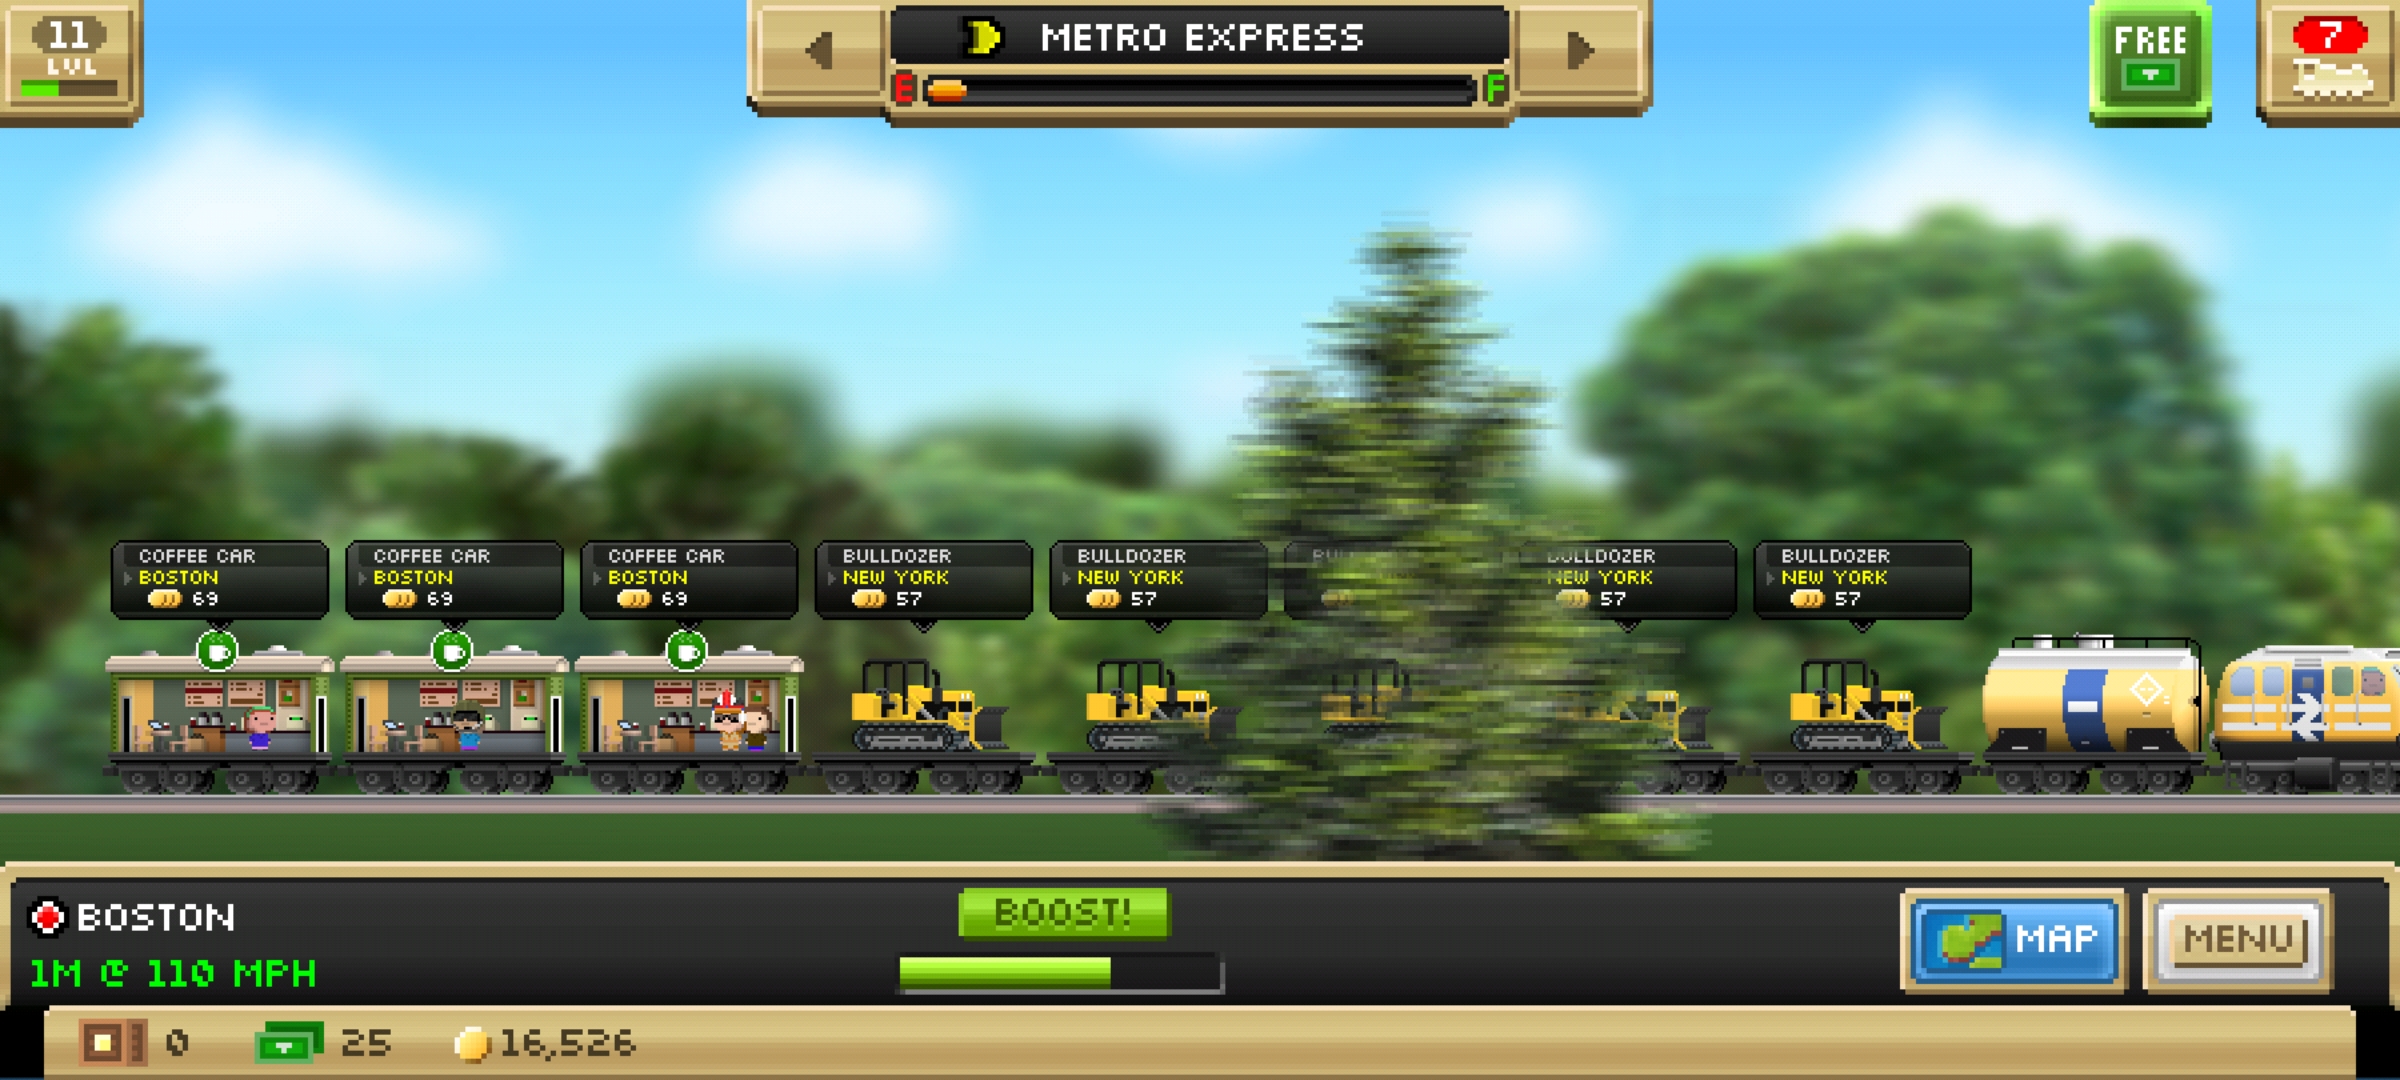 11
LVL
METRO EXPRESS
E F
FREE
7
COFFEE CAR
BOSTON
69
COFFEE CAR
BOSTON
69
COFFEE CAR
BOSTON
69
BULLDOZER
NEW YORK
57
BULLDOZER
NEW YORK
57
BULLDOZER
NEW YORK
57
BULLDOZER
NEW YORK
57
BOSTON
1M @ 110 MPH
BOOST!
MAP
MENU
0
25
16,526